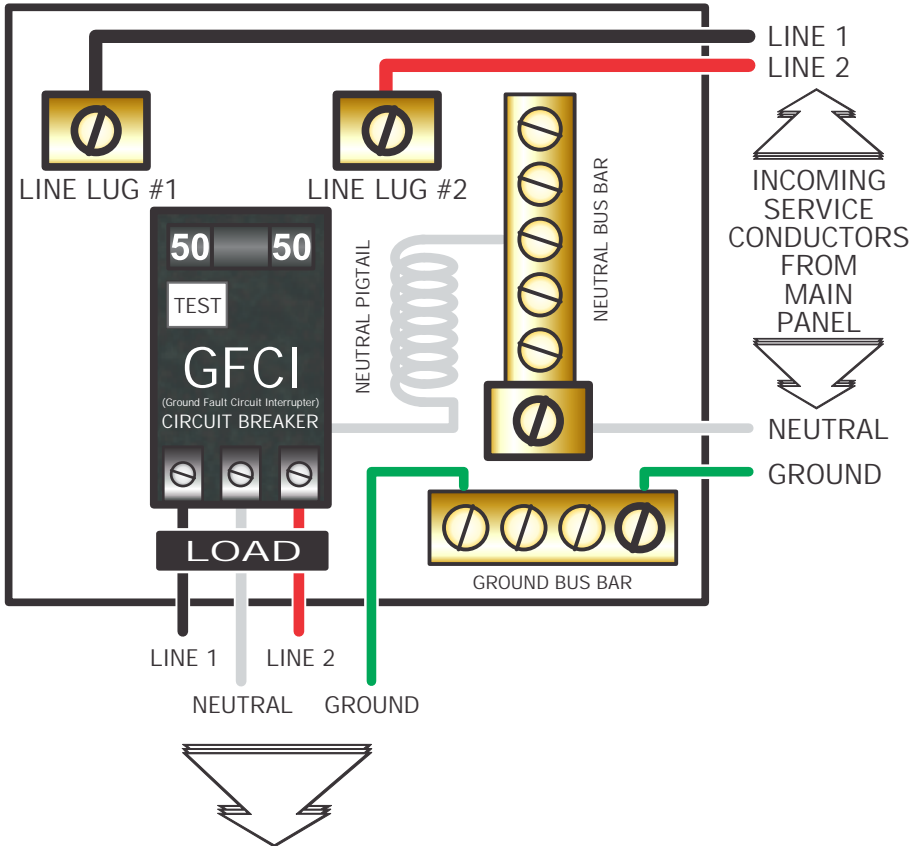 LINE 1
LINE 2
LINE LUG #1
LINE LUG #2
NEUTRAL BUS BAR
NEUTRAL PIGTAIL
INCOMING
SERVICE
CONDUCTORS
FROM
MAIN
PANEL
50 50
TEST
GFCI
(Ground Fault Circuit Interrupter)
CIRCUIT BREAKER
NEUTRAL
GROUND
LOAD
GROUND BUS BAR
LINE 1 LINE 2
NEUTRAL GROUND